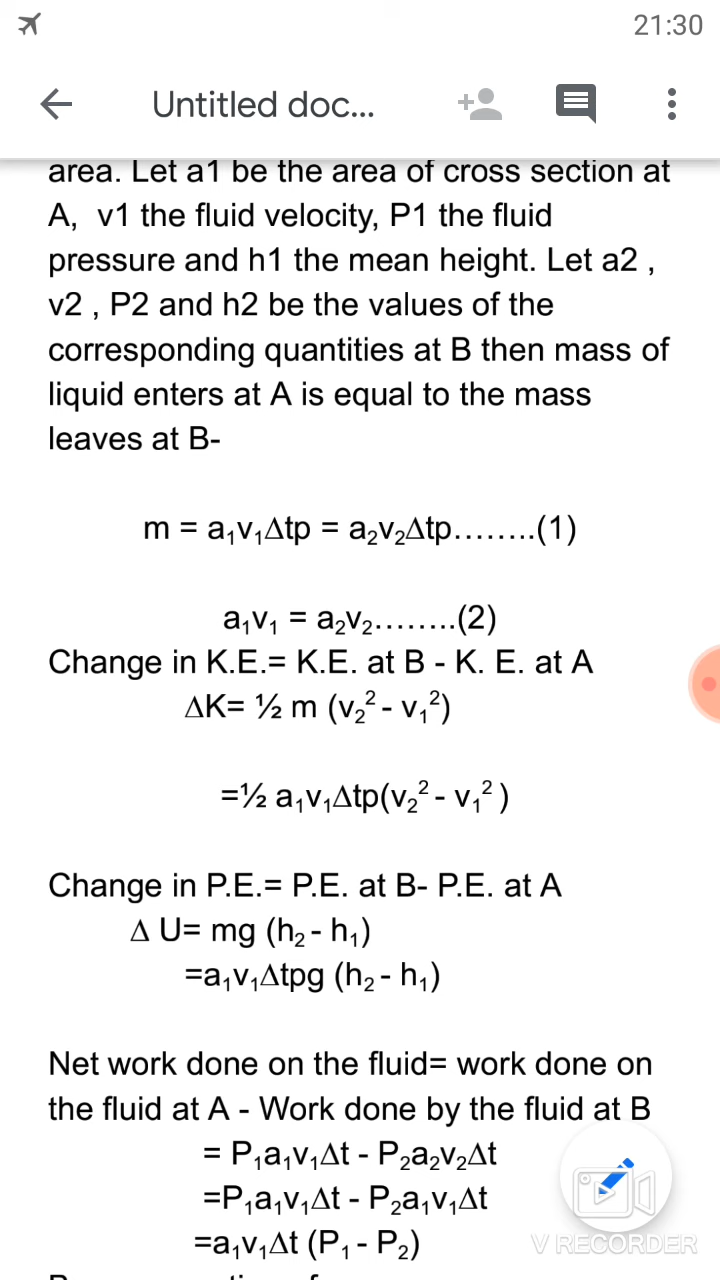 21:30
Untitled doc...
area. Let a1 be the area of cross section at
A,  v1 the fluid velocity, P1 the fluid
pressure and h1 the mean height. Let a2 ,
v2 , P2 and h2 be the values of the
corresponding quantities at B then mass of
liquid enters at A is equal to the mass
leaves at B-
m = a₁v₁Δtp = a₂v₂Δtp........(1)
a₁v₁ = a₂v₂........(2)
Change in K.E.= K.E. at B - K. E. at A
ΔK= ½ m (v₂² - v₁²)
=½ a₁v₁Δtp(v₂² - v₁² )
Change in P.E.= P.E. at B- P.E. at A
Δ U= mg (h₂ - h₁)
=a₁v₁Δtpg (h₂ - h₁)
Net work done on the fluid= work done on
the fluid at A - Work done by the fluid at B
= P₁a₁v₁Δt - P₂a₂v₂Δt
=P₁a₁v₁Δt - P₂a₁v₁Δt
=a₁v₁Δt (P₁ - P₂)
V RECORDER